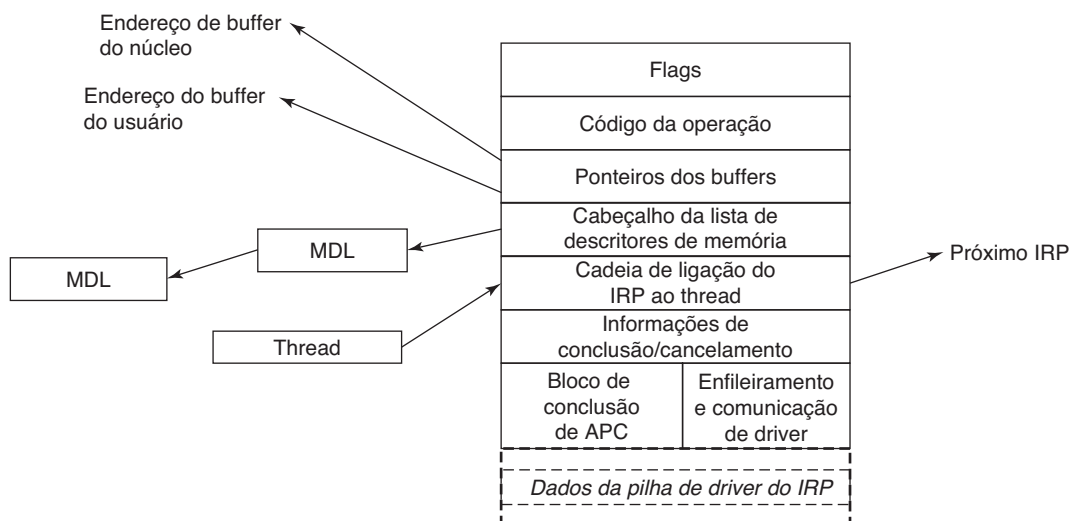 Endereço de buffer
do núcleo
Endereço do buffer
do usuário
Flags
Código da operação
Ponteiros dos buffers
Cabeçalho da lista de
descritores de memória
MDL
MDL
Cadeia de ligação do
IRP ao thread
Próximo IRP
Thread
Informações de
conclusão/cancelamento
Bloco de
conclusão
de APC
Enfileiramento
e comunicação
de driver
Dados da pilha de driver do IRP